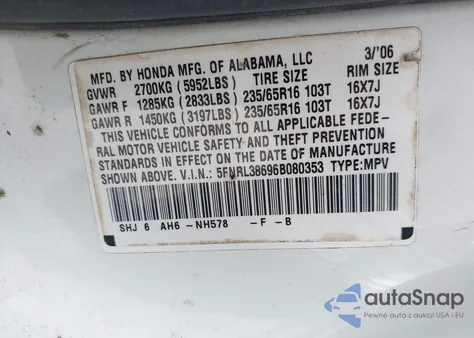 MFD. BY HONDA MFG. OF ALABAMA, LLC 3/'06
GVWR 2700KG (5952LBS) TIRE SIZE RIM SIZE
GAWR F 1285KG (2833LBS) 235/65R16 103T 16X7J
GAWR R 1450KG (3197LBS) 235/65R16 103T 16X7J
THIS VEHICLE CONFORMS TO ALL APPLICABLE FEDE-
RAL MOTOR VEHICLE SAFETY AND THEFT PREVENTION
STANDARDS IN EFFECT ON THE DATE OF MANUFACTURE
SHOWN ABOVE. V.I.N.: 5FNRL38696B080353 TYPE:MPV
SHJ 6 AH6 -NH578 -F -B
autoSnap
Pewne auta z aukcji USA i EU